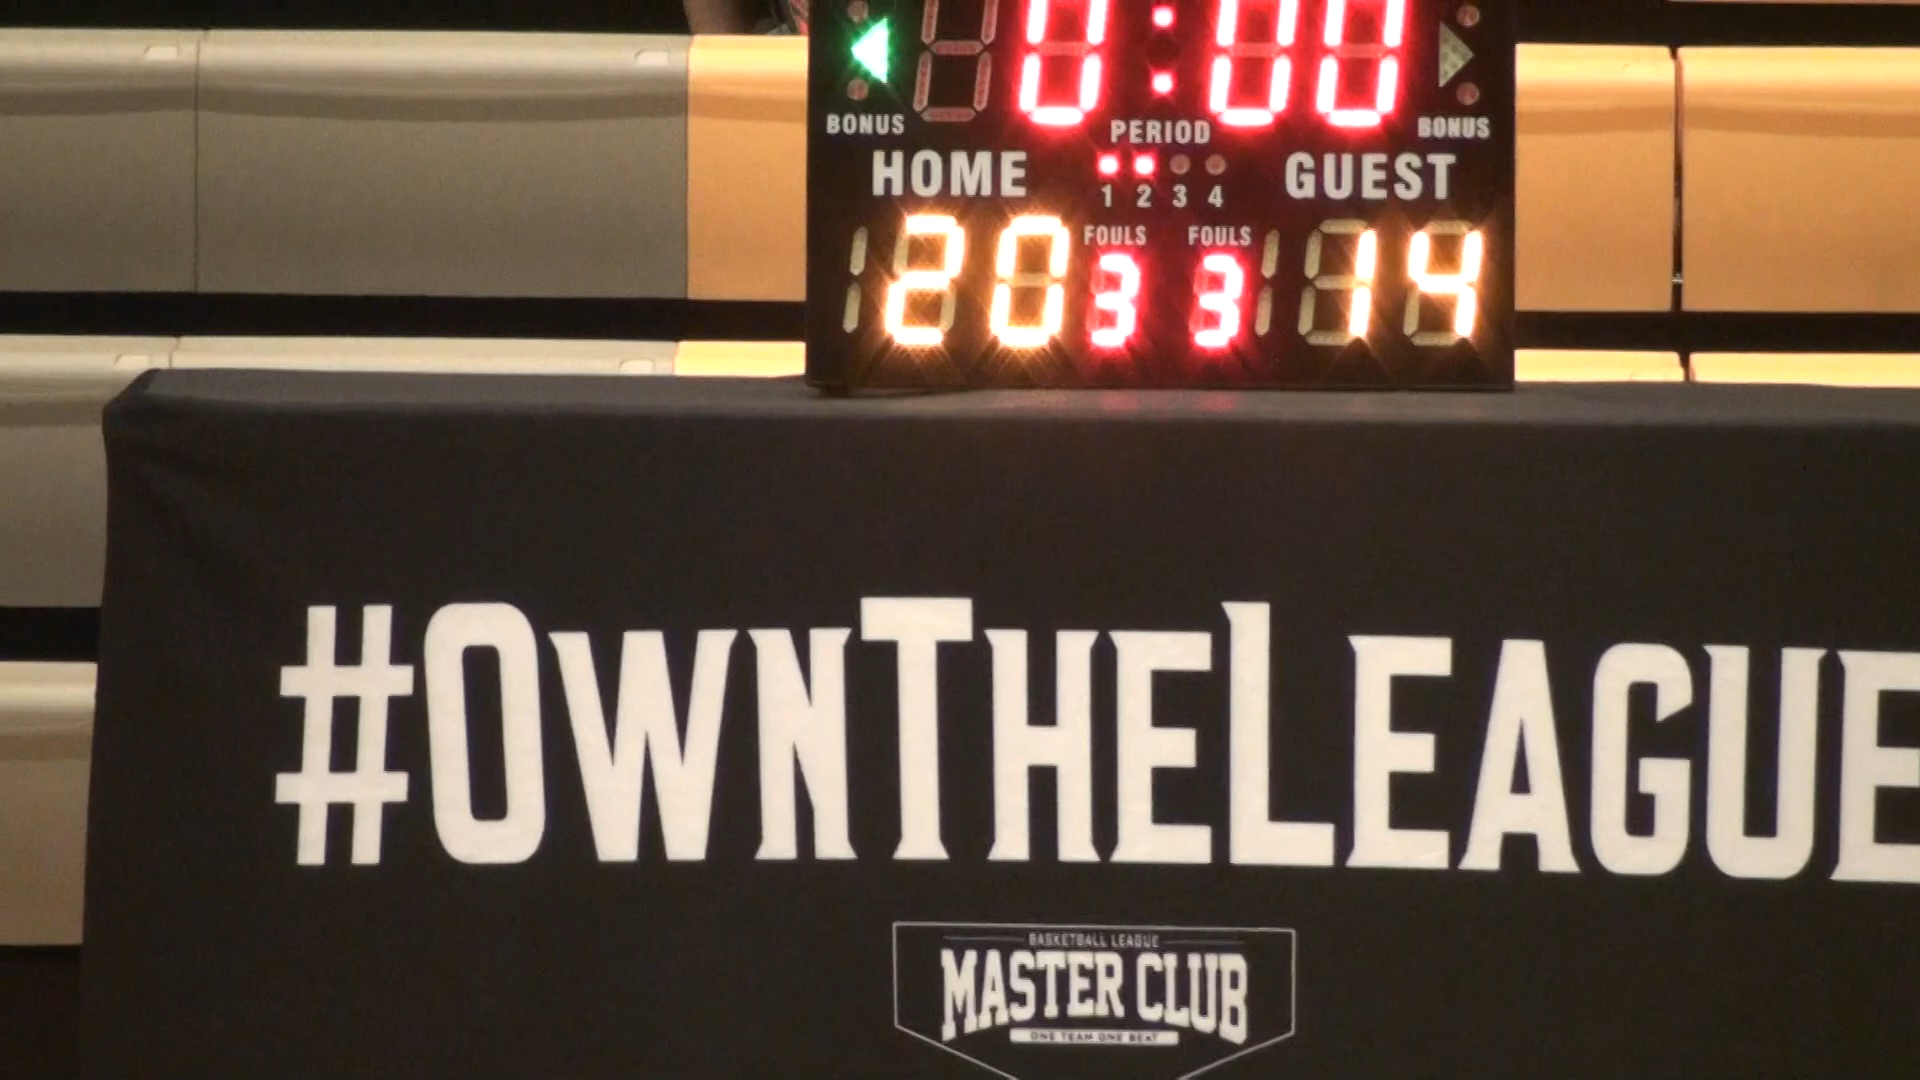 0:00
BONUS PERIOD BONUS
HOME GUEST
1 2 3 4
FOULS FOULS
20 3 3 14
#OWNTHELEAGUE
BASKETBALL LEAGUE
MASTER CLUB
ONE TEAM ONE BEAT